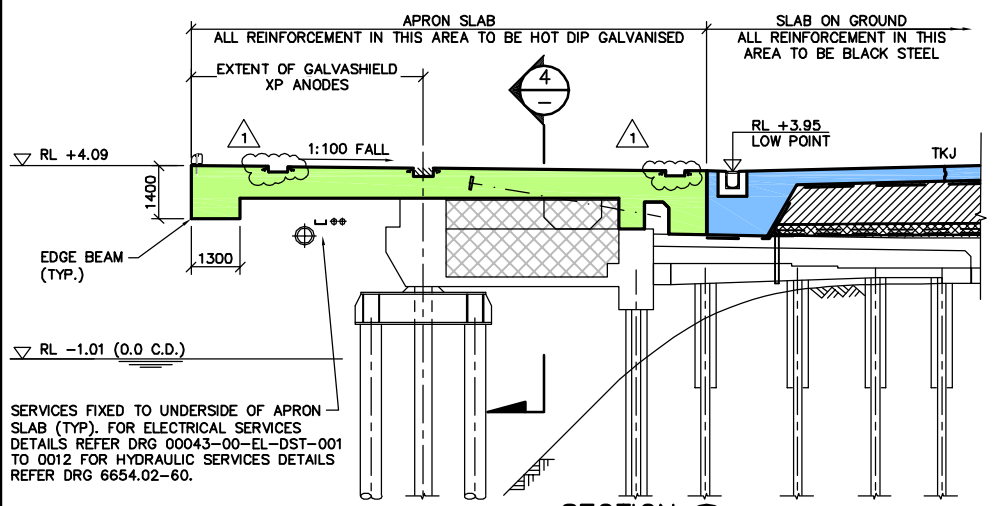 APRON SLAB
ALL REINFORCEMENT IN THIS AREA TO BE HOT DIP GALVANISED
SLAB ON GROUND
ALL REINFORCEMENT IN THIS
AREA TO BE BLACK STEEL
EXTENT OF GALVASHIELD
XP ANODES
4
–
1
1
RL +3.95
LOW POINT
RL +4.09
1:100 FALL
TKJ
1400
EDGE BEAM
(TYP.)
1300
RL -1.01 (0.0 C.D.)
SERVICES FIXED TO UNDERSIDE OF APRON
SLAB (TYP). FOR ELECTRICAL SERVICES
DETAILS REFER DRG 00043-00-EL-DST-001
TO 0012 FOR HYDRAULIC SERVICES DETAILS
REFER DRG 6654.02-60.